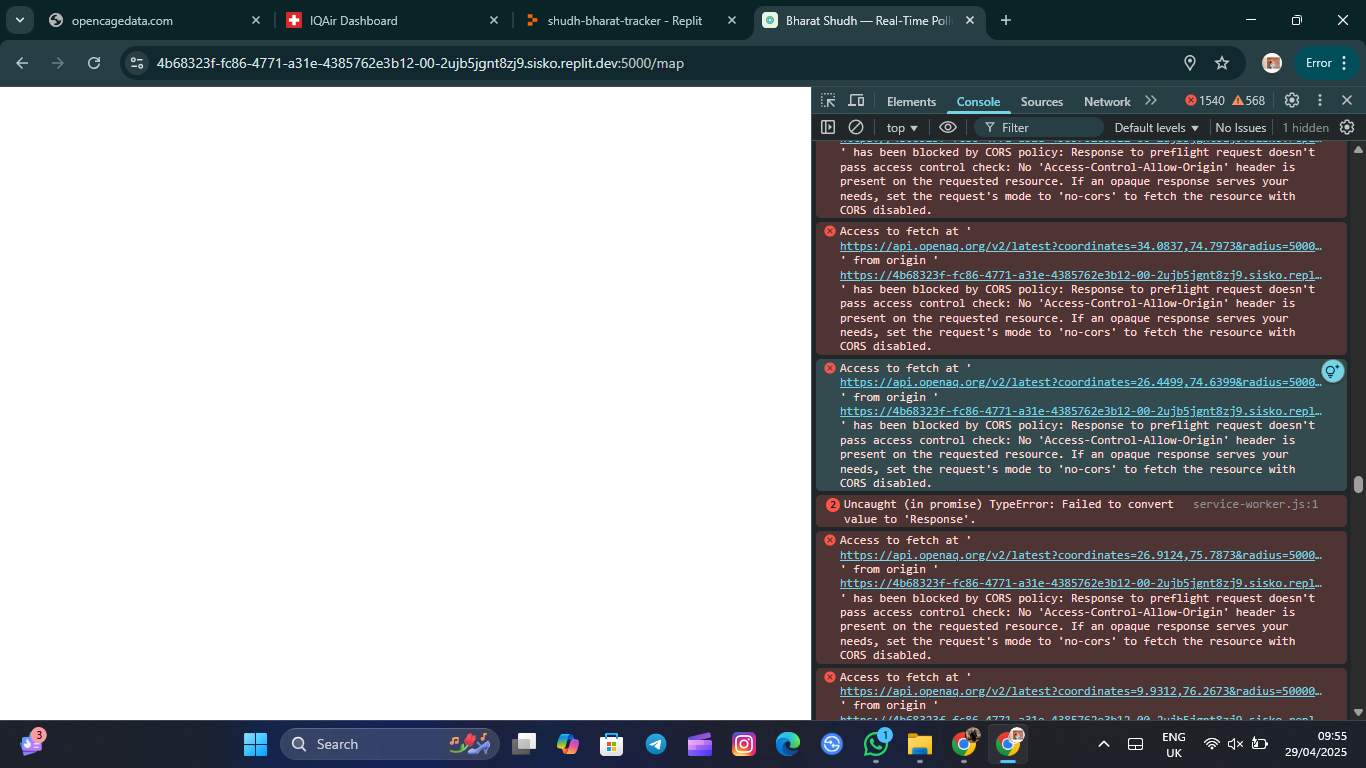 opencagedata.com
IQAir Dashboard
shudh-bharat-tracker - Replit
Bharat Shudh — Real-Time Poll
4b68323f-fc86-4771-a31e-4385762e3b12-00-2ujb5jgnt8zj9.sisko.replit.dev:5000/map
Error
Elements
Console
Sources
Network
1540
568
top
Filter
Default levels
No Issues
1 hidden
' has been blocked by CORS policy: Response to preflight request doesn't
pass access control check: No 'Access-Control-Allow-Origin' header is
present on the requested resource. If an opaque response serves your
needs, set the request's mode to 'no-cors' to fetch the resource with
CORS disabled.
Access to fetch at '
https://api.openaq.org/v2/latest?coordinates=34.0837,74.7973&radius=5000…
' from origin '
https://4b68323f-fc86-4771-a31e-4385762e3b12-00-2ujb5jgnt8zj9.sisko.repl…
' has been blocked by CORS policy: Response to preflight request doesn't
pass access control check: No 'Access-Control-Allow-Origin' header is
present on the requested resource. If an opaque response serves your
needs, set the request's mode to 'no-cors' to fetch the resource with
CORS disabled.
Access to fetch at '
https://api.openaq.org/v2/latest?coordinates=26.4499,74.6399&radius=5000…
' from origin '
https://4b68323f-fc86-4771-a31e-4385762e3b12-00-2ujb5jgnt8zj9.sisko.repl…
' has been blocked by CORS policy: Response to preflight request doesn't
pass access control check: No 'Access-Control-Allow-Origin' header is
present on the requested resource. If an opaque response serves your
needs, set the request's mode to 'no-cors' to fetch the resource with
CORS disabled.
2 Uncaught (in promise) TypeError: Failed to convert service-worker.js:1
value to 'Response'.
Access to fetch at '
https://api.openaq.org/v2/latest?coordinates=26.9124,75.7873&radius=5000…
' from origin '
https://4b68323f-fc86-4771-a31e-4385762e3b12-00-2ujb5jgnt8zj9.sisko.repl…
' has been blocked by CORS policy: Response to preflight request doesn't
pass access control check: No 'Access-Control-Allow-Origin' header is
present on the requested resource. If an opaque response serves your
needs, set the request's mode to 'no-cors' to fetch the resource with
CORS disabled.
Access to fetch at '
https://api.openaq.org/v2/latest?coordinates=9.9312,76.2673&radius=50000…
' from origin '
3
Search
1
ENG
UK
09:55
29/04/2025